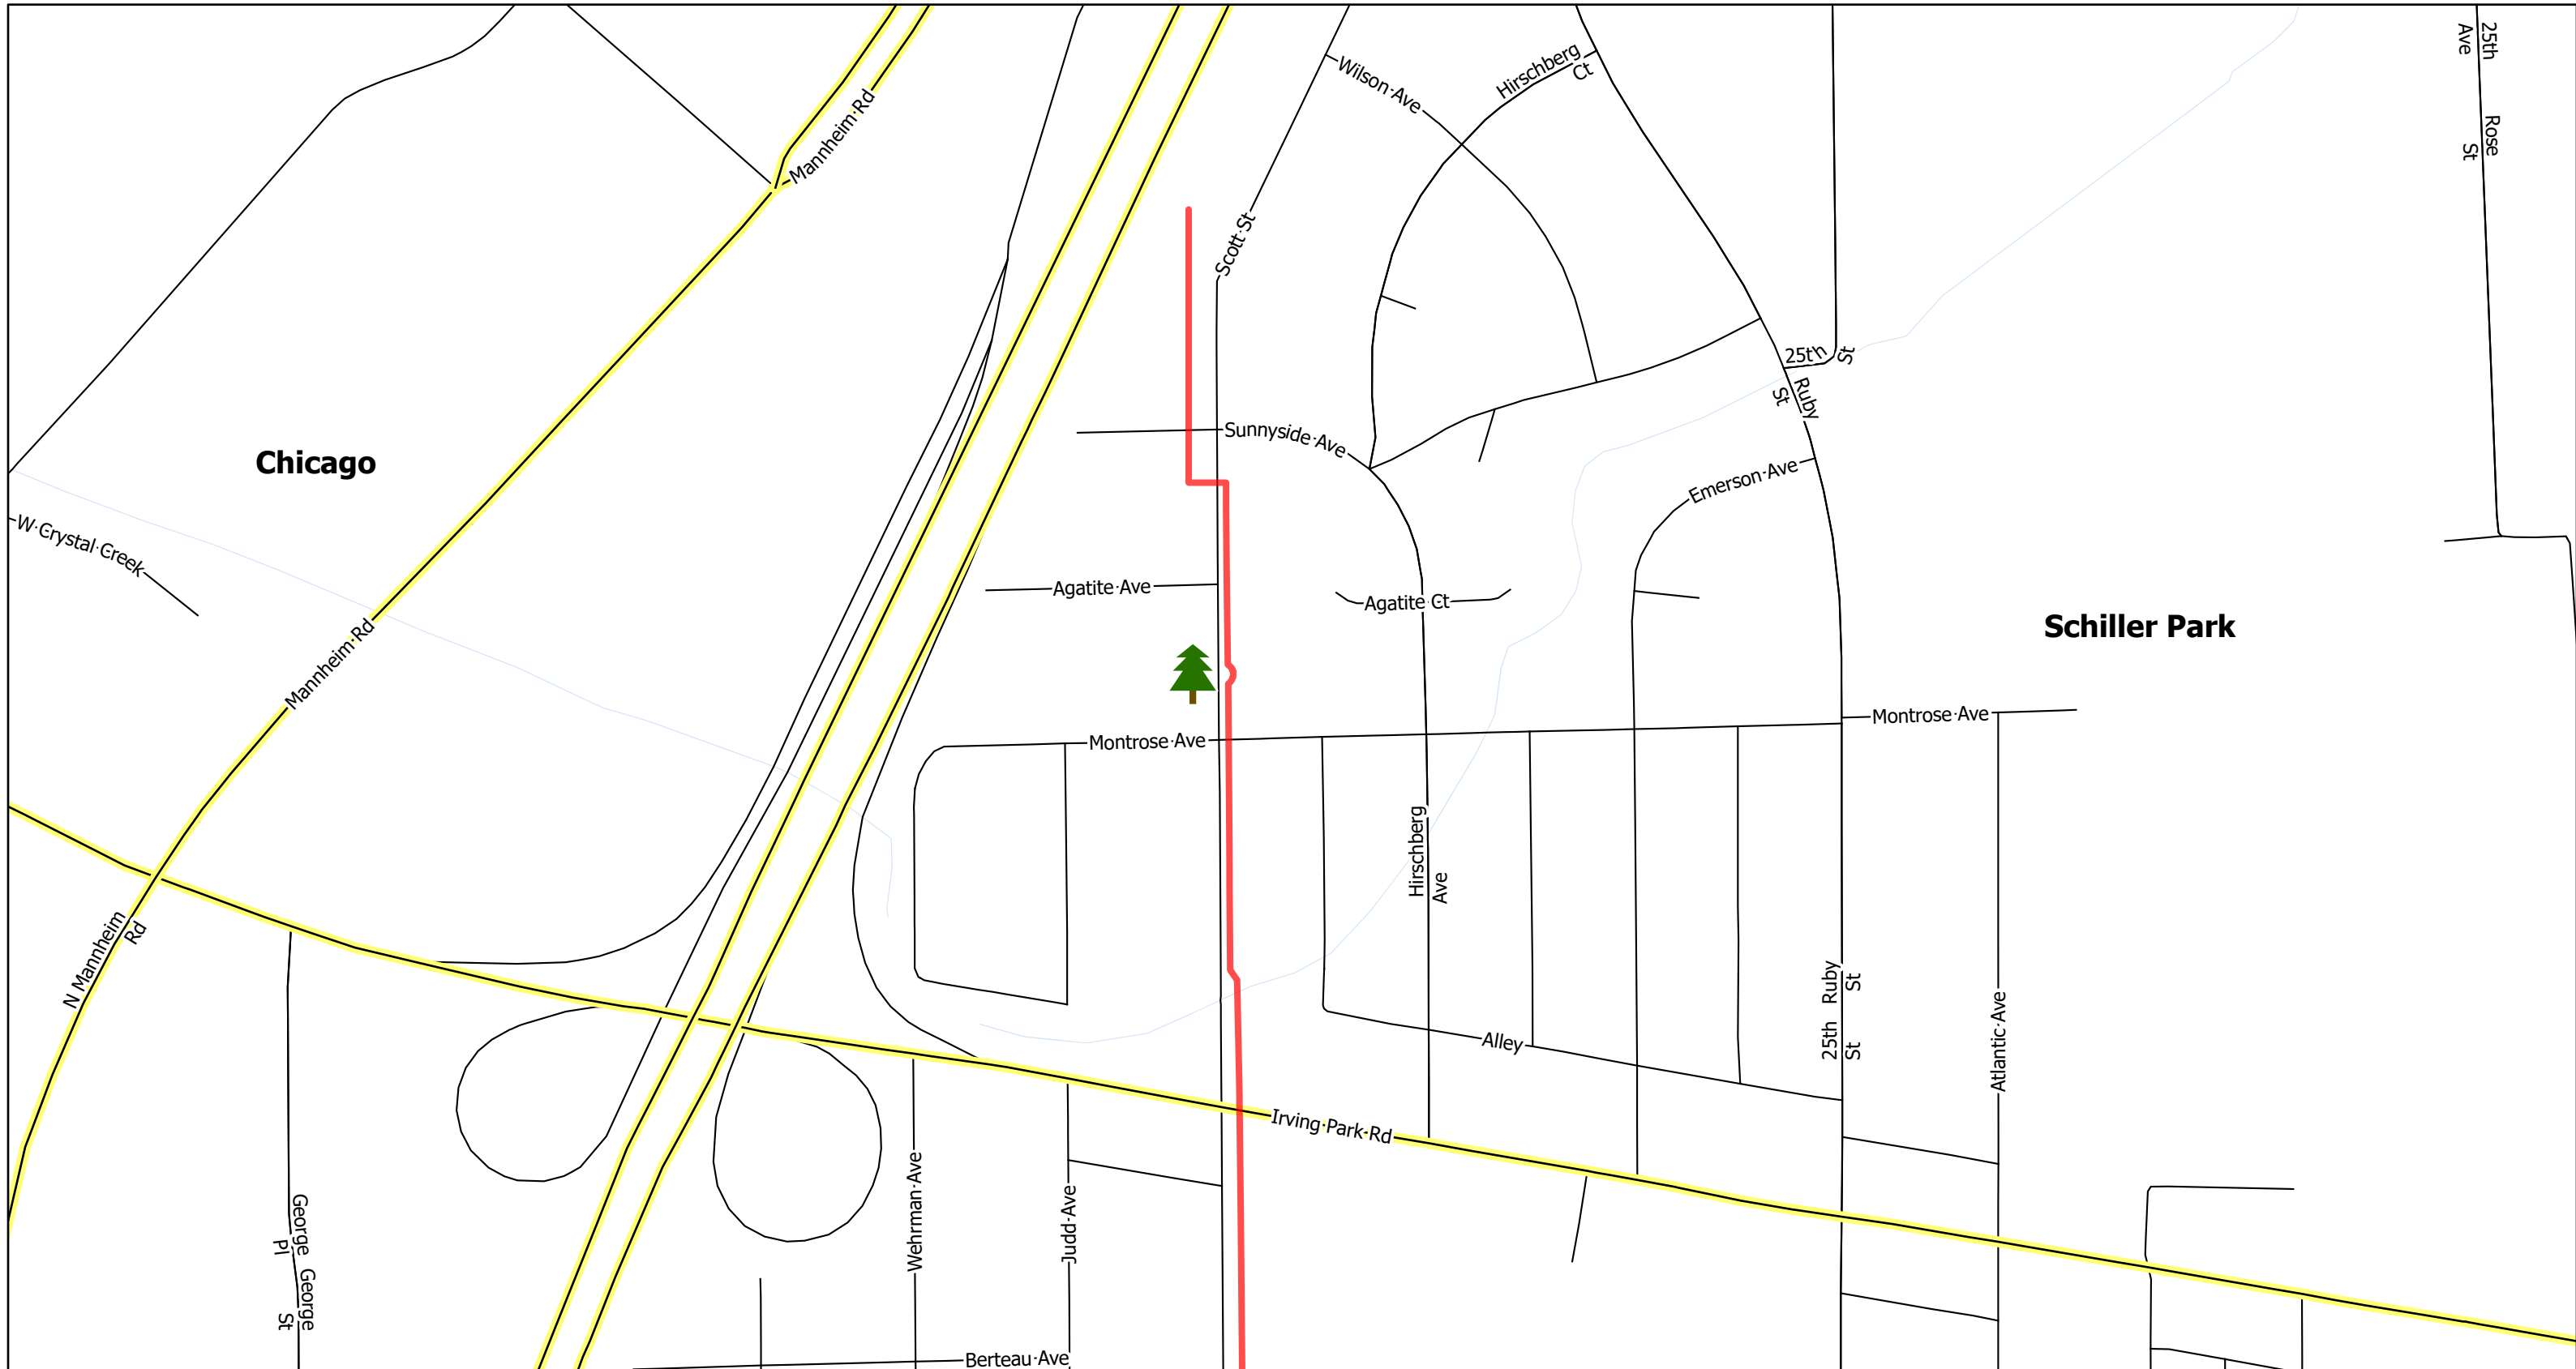 25th
Ave
Wilson Ave
Hirschberg
Ct
Mannheim Rd
Rose
St
Scott St
25th
St
Ruby
St
Sunnyside Ave
Chicago
Emerson Ave
W Crystal Creek
Agatite Ave
Agatite Ct
Schiller Park
Mannheim Rd
Montrose Ave
Montrose Ave
Hirschberg
Ave
N Mannheim
Rd
Ruby
St
25th
St
Alley
Atlantic Ave
Irving Park Rd
Wehrman Ave
Judd Ave
George
Pl
George
St
Berteau Ave